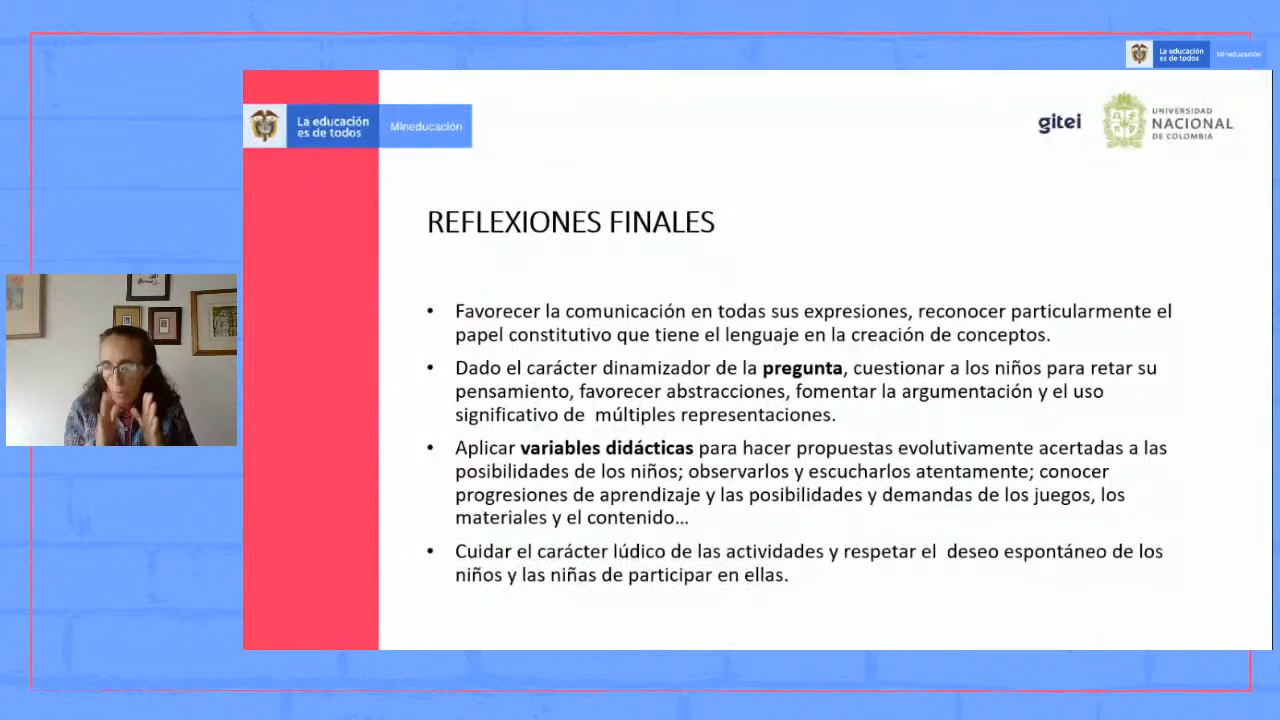 La educación
es de todos
Mineducación
La educación
es de todos
Mineducación
gitei
UNIVERSIDAD
NACIONAL
DE COLOMBIA
REFLEXIONES FINALES
• Favorecer la comunicación en todas sus expresiones, reconocer particularmente el
papel constitutivo que tiene el lenguaje en la creación de conceptos.
• Dado el carácter dinamizador de la pregunta, cuestionar a los niños para retar su
pensamiento, favorecer abstracciones, fomentar la argumentación y el uso
significativo de múltiples representaciones.
• Aplicar variables didácticas para hacer propuestas evolutivamente acertadas a las
posibilidades de los niños; observarlos y escucharlos atentamente; conocer
progresiones de aprendizaje y las posibilidades y demandas de los juegos, los
materiales y el contenido…
• Cuidar el carácter lúdico de las actividades y respetar el deseo espontáneo de los
niños y las niñas de participar en ellas.